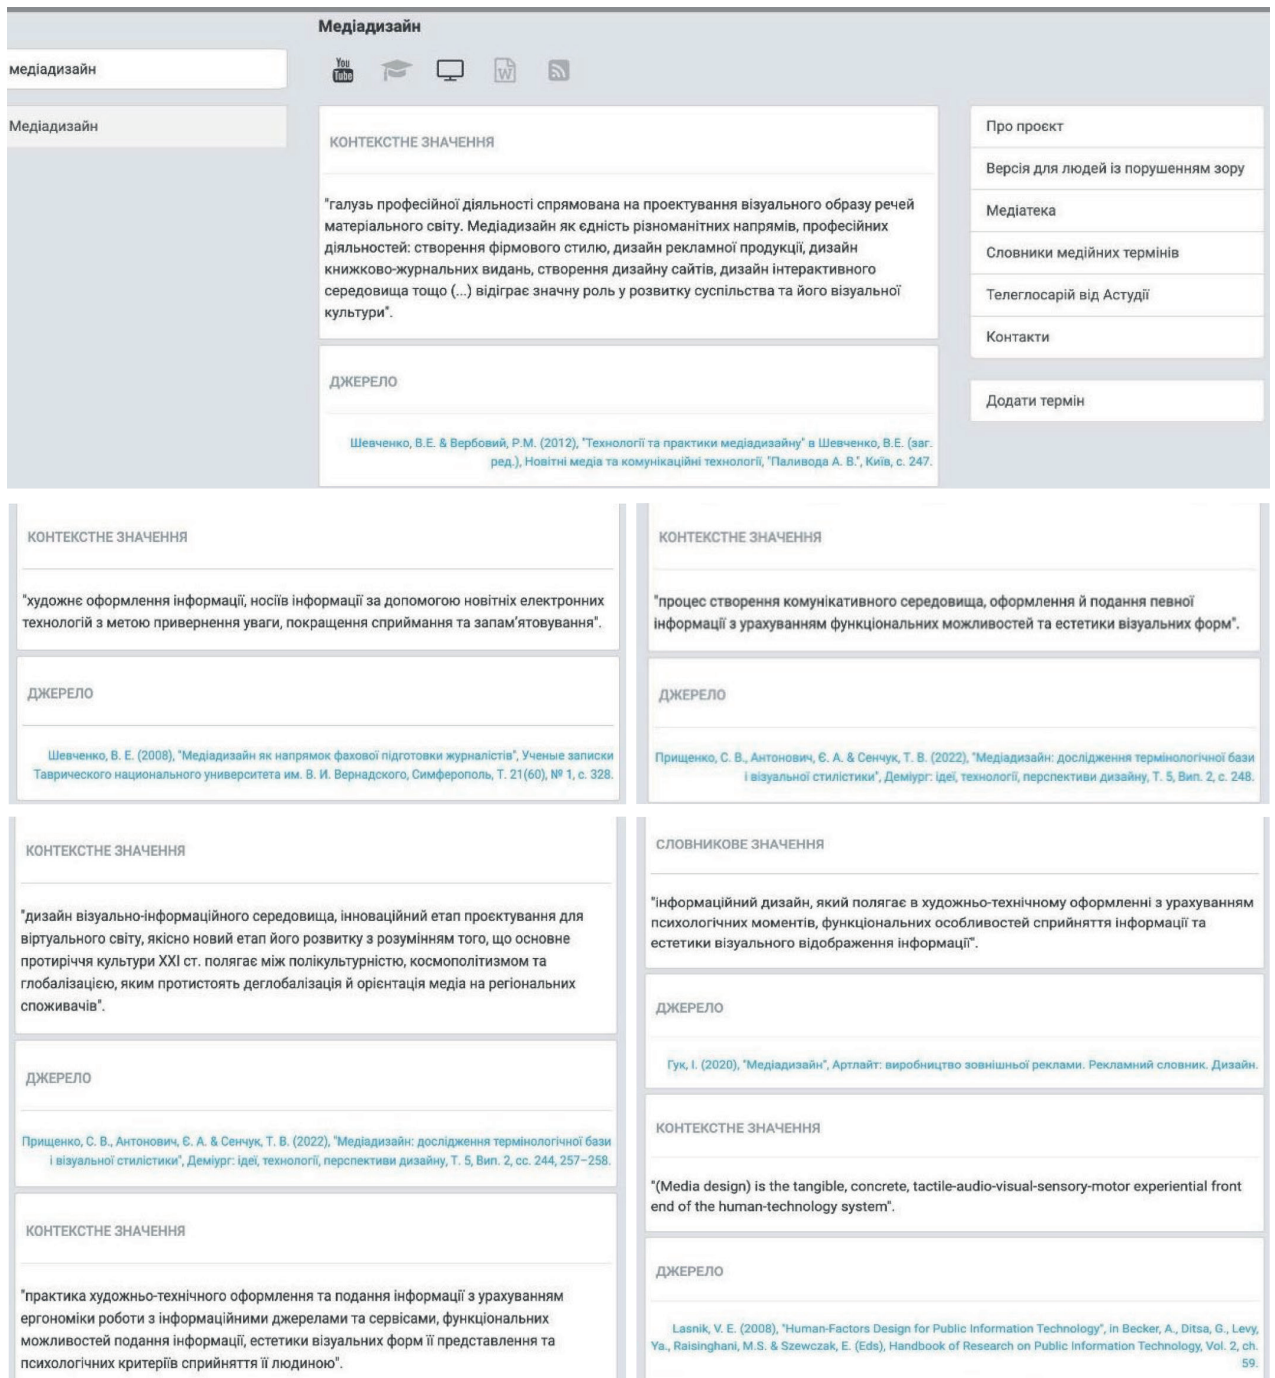 Медіадизайн
You
Tube
W
медіадизайн
Медіадизайн
КОНТЕКСТНЕ ЗНАЧЕННЯ
"галузь професійної діяльності спрямована на проектування візуального образу речей
матеріального світу. Медіадизайн як єдність різноманітних напрямів, професійних
діяльностей: створення фірмового стилю, дизайн рекламної продукції, дизайн
книжково-журнальних видань, створення дизайну сайтів, дизайн інтерактивного
середовища тощо (...) відіграє значну роль у розвитку суспільства та його візуальної
культури".
ДЖЕРЕЛО
Шевченко, В.Е. & Вербовий, Р.М. (2012), "Технології та практики медіадизайну" в Шевченко, В.Е. (заг.
ред.), Новітні медіа та комунікаційні технології, "Паливода А. В.", Київ, с. 247.
Про проєкт
Версія для людей із порушенням зору
Медіатека
Словники медійних термінів
Телеглосарій від Астудії
Контакти
Додати термін
КОНТЕКСТНЕ ЗНАЧЕННЯ
"художнє оформлення інформації, носіїв інформації за допомогою новітніх електронних
технологій з метою привернення уваги, покращення сприймання та запам'ятовування".
ДЖЕРЕЛО
Шевченко, В. Е. (2008), "Медіадизайн як напрямок фахової підготовки журналістів", Ученые записки
Таврического национального университета им. В. И. Вернадского, Симферополь, Т. 21(60), № 1, с. 328.
КОНТЕКСТНЕ ЗНАЧЕННЯ
"процес створення комунікативного середовища, оформлення й подання певної
інформації з урахуванням функціональних можливостей та естетики візуальних форм".
ДЖЕРЕЛО
Прищенко, С. В., Антонович, Є. А. & Сенчук, Т. В. (2022), "Медіадизайн: дослідження термінологічної бази
і візуальної стилістики", Деміург: ідеї, технології, перспективи дизайну, Т. 5, Вип. 2, с. 248.
КОНТЕКСТНЕ ЗНАЧЕННЯ
"дизайн візуально-інформаційного середовища, інноваційний етап проєктування для
віртуального світу, якісно новий етап його розвитку з розумінням того, що основне
протиріччя культури XXI ст. полягає між полікультурністю, космополітизмом та
глобалізацією, яким протистоять деглобалізація й орієнтація медіа на регіональних
споживачів".
ДЖЕРЕЛО
Прищенко, С. В., Антонович, Є. А. & Сенчук, Т. В. (2022), "Медіадизайн: дослідження термінологічної бази
і візуальної стилістики", Деміург: ідеї, технології, перспективи дизайну, Т. 5, Вип. 2, сс. 244, 257–258.
КОНТЕКСТНЕ ЗНАЧЕННЯ
"практика художньо-технічного оформлення та подання інформації з урахуванням
ергономіки роботи з інформаційними джерелами та сервісами, функціональних
можливостей подання інформації, естетики візуальних форм її представлення та
психологічних критеріїв сприйняття її людиною".
СЛОВНИКОВЕ ЗНАЧЕННЯ
"інформаційний дизайн, який полягає в художньо-технічному оформленні з урахуванням
психологічних моментів, функціональних особливостей сприйняття інформації та
естетики візуального відображення інформації".
ДЖЕРЕЛО
Гук, І. (2020), "Медіадизайн", Артлайт: виробництво зовнішньої реклами. Рекламний словник. Дизайн.
КОНТЕКСТНЕ ЗНАЧЕННЯ
"(Media design) is the tangible, concrete, tactile-audio-visual-sensory-motor experiential front
end of the human-technology system".
ДЖЕРЕЛО
Lasnik, V. E. (2008), "Human-Factors Design for Public Information Technology", in Becker, A., Ditsa, G., Levy,
Ya., Raisinghani, M.S. & Szewczak, E. (Eds), Handbook of Research on Public Information Technology, Vol. 2, ch.
59.